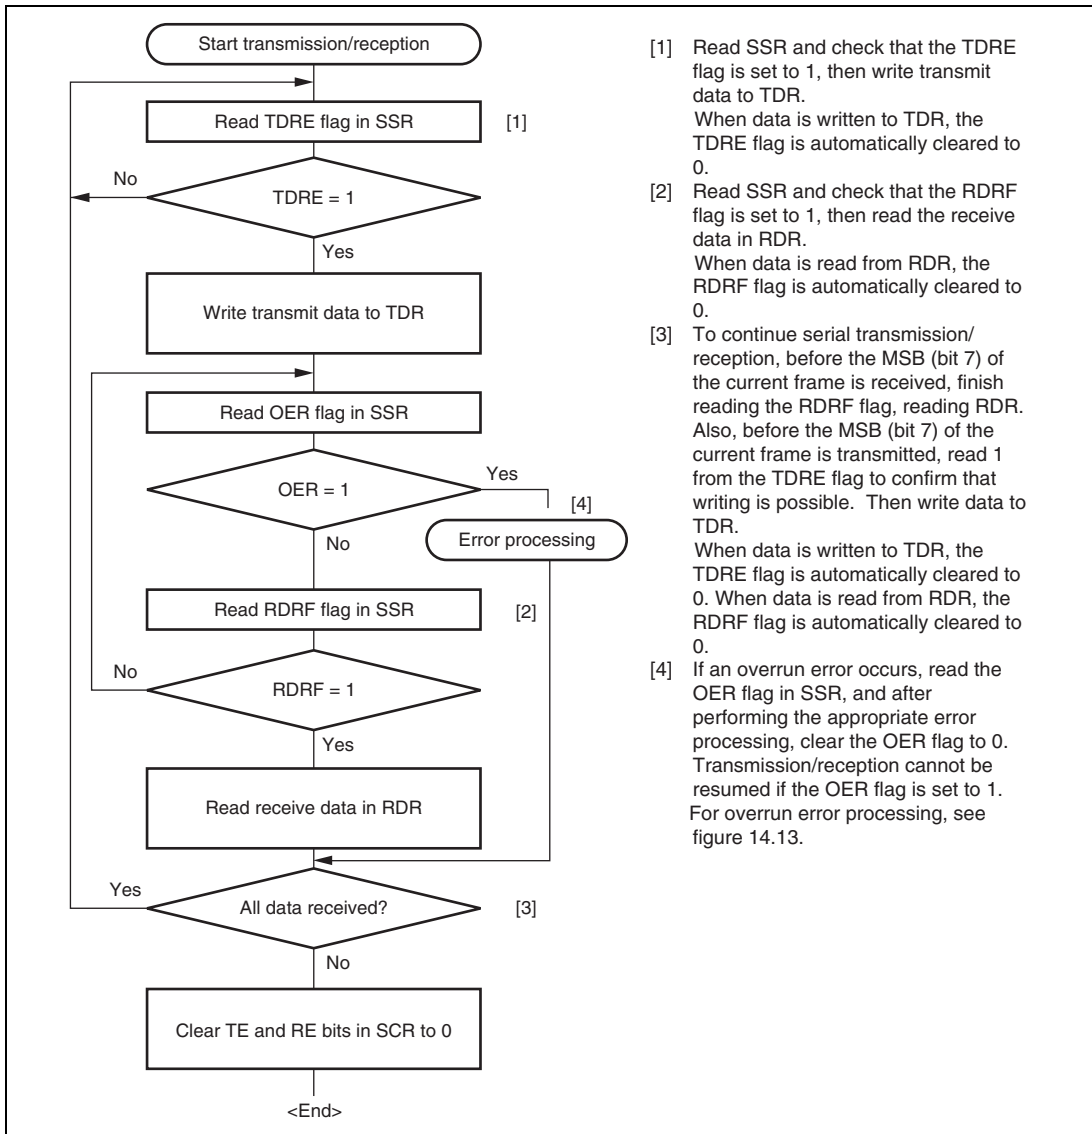 Start transmission/reception
Read TDRE flag in SSR
[1]
No
TDRE = 1
Yes
Write transmit data to TDR
Read OER flag in SSR
Yes
OER = 1
[4]
No
Error processing
Read RDRF flag in SSR
[2]
No
RDRF = 1
Yes
Read receive data in RDR
Yes
All data received?
[3]
No
Clear TE and RE bits in SCR to 0
<End>
[1] Read SSR and check that the TDRE
flag is set to 1, then write transmit
data to TDR.
When data is written to TDR, the
TDRE flag is automatically cleared to
0.
[2] Read SSR and check that the RDRF
flag is set to 1, then read the receive
data in RDR.
When data is read from RDR, the
RDRF flag is automatically cleared to
0.
[3] To continue serial transmission/
reception, before the MSB (bit 7) of
the current frame is received, finish
reading the RDRF flag, reading RDR.
Also, before the MSB (bit 7) of the
current frame is transmitted, read 1
from the TDRE flag to confirm that
writing is possible. Then write data to
TDR.
When data is written to TDR, the
TDRE flag is automatically cleared to
0. When data is read from RDR, the
RDRF flag is automatically cleared to
0.
[4] If an overrun error occurs, read the
OER flag in SSR, and after
performing the appropriate error
processing, clear the OER flag to 0.
Transmission/reception cannot be
resumed if the OER flag is set to 1.
For overrun error processing, see
figure 14.13.